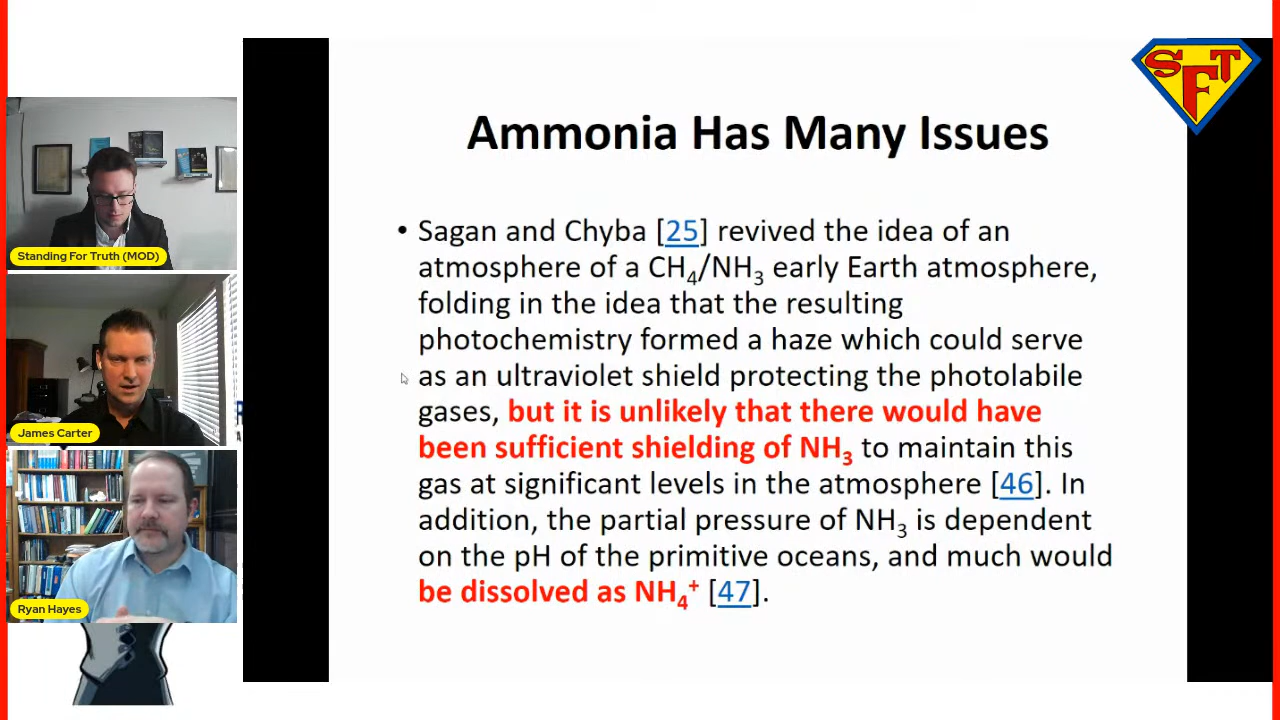 SFT
Ammonia Has Many Issues
• Sagan and Chyba [25] revived the idea of an
atmosphere of a CH₄/NH₃ early Earth atmosphere,
folding in the idea that the resulting
photochemistry formed a haze which could serve
as an ultraviolet shield protecting the photolabile
gases, but it is unlikely that there would have
been sufficient shielding of NH₃ to maintain this
gas at significant levels in the atmosphere [46]. In
addition, the partial pressure of NH₃ is dependent
on the pH of the primitive oceans, and much would
be dissolved as NH₄⁺ [47].
Standing For Truth (MOD)
James Carter
Ryan Hayes